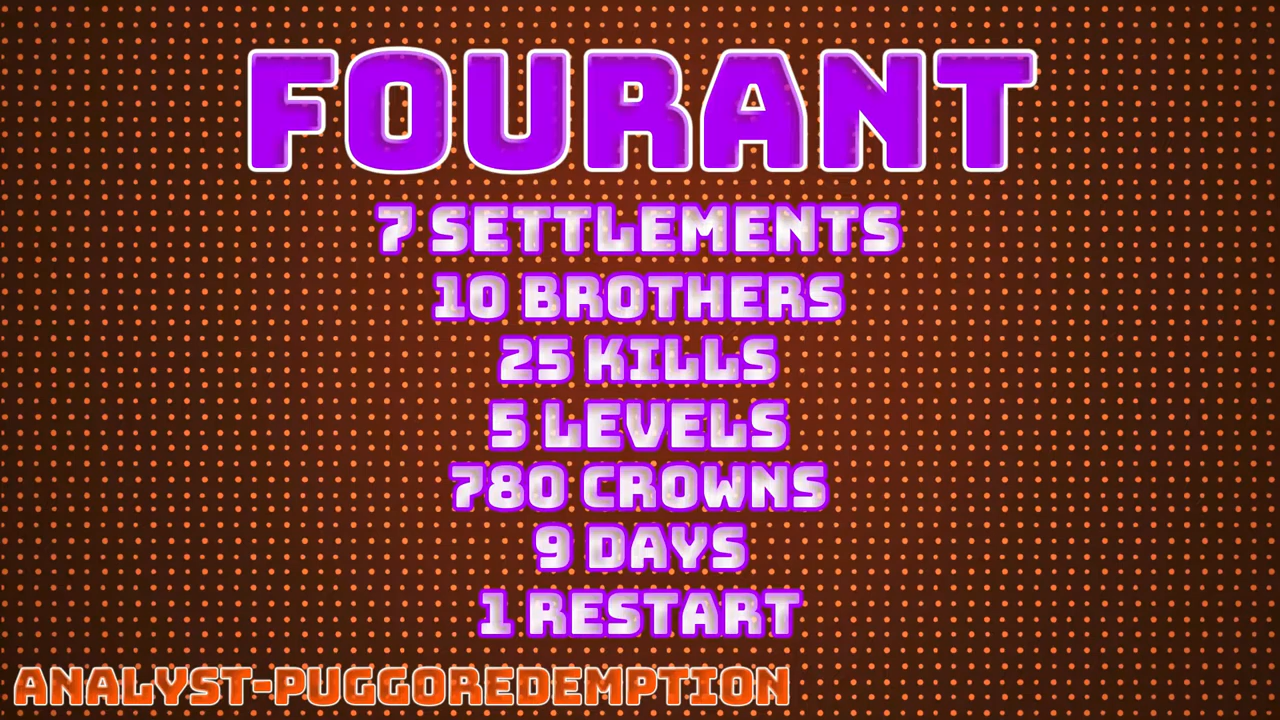 FOURANT
7 SETTLEMENTS
10 BROTHERS
25 KILLS
5 LEVELS
780 CROWNS
9 DAYS
1 RESTART
ANALYST-PUGGOREDEMPTION